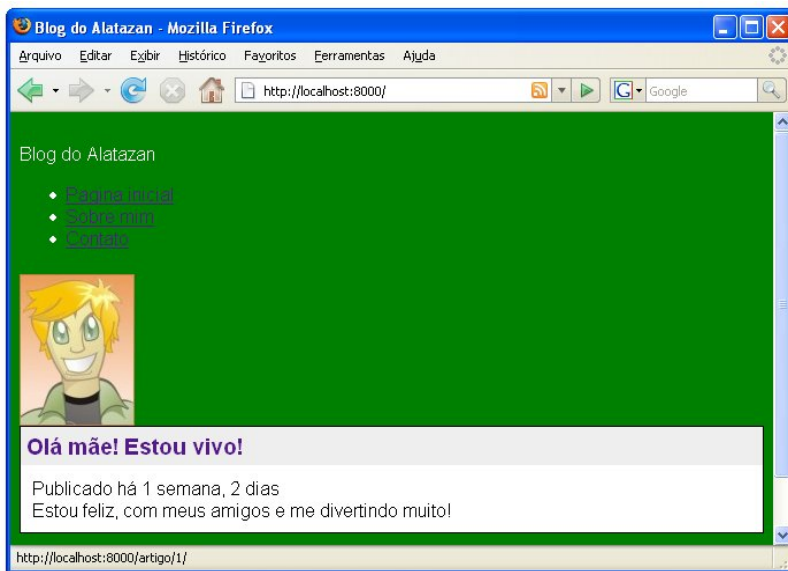 Blog do Alatazan - Mozilla Firefox
Arquivo Editar Exibir Histórico Favoritos Ferramentas Ajuda
http://localhost:8000/ G Google
Blog do Alatazan
Pagina inicial
Sobre mim
Contato
Olá mãe! Estou vivo!
Publicado há 1 semana, 2 dias
Estou feliz, com meus amigos e me divertindo muito!
http://localhost:8000/artigo/1/